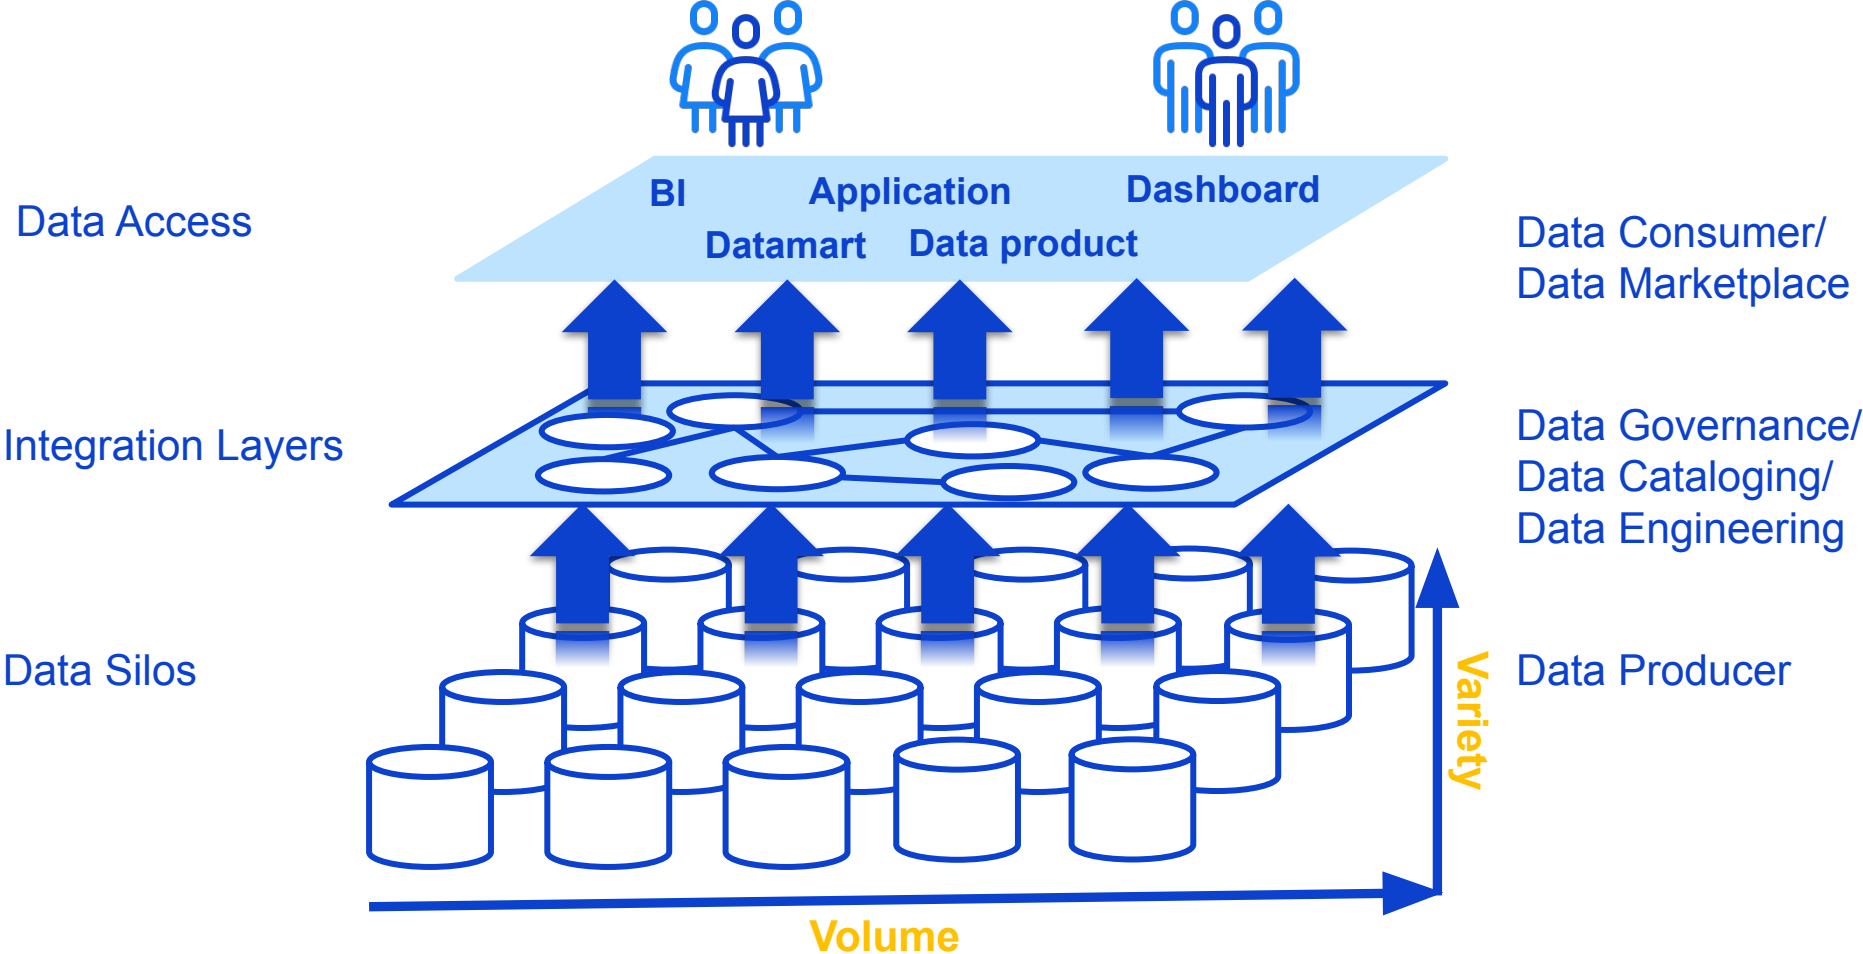 BI
Application
Dashboard
Datamart
Data product
Data Access
Data Consumer/
Data Marketplace
Integration Layers
Data Governance/
Data Cataloging/
Data Engineering
Data Silos
Data Producer
Variety
Volume